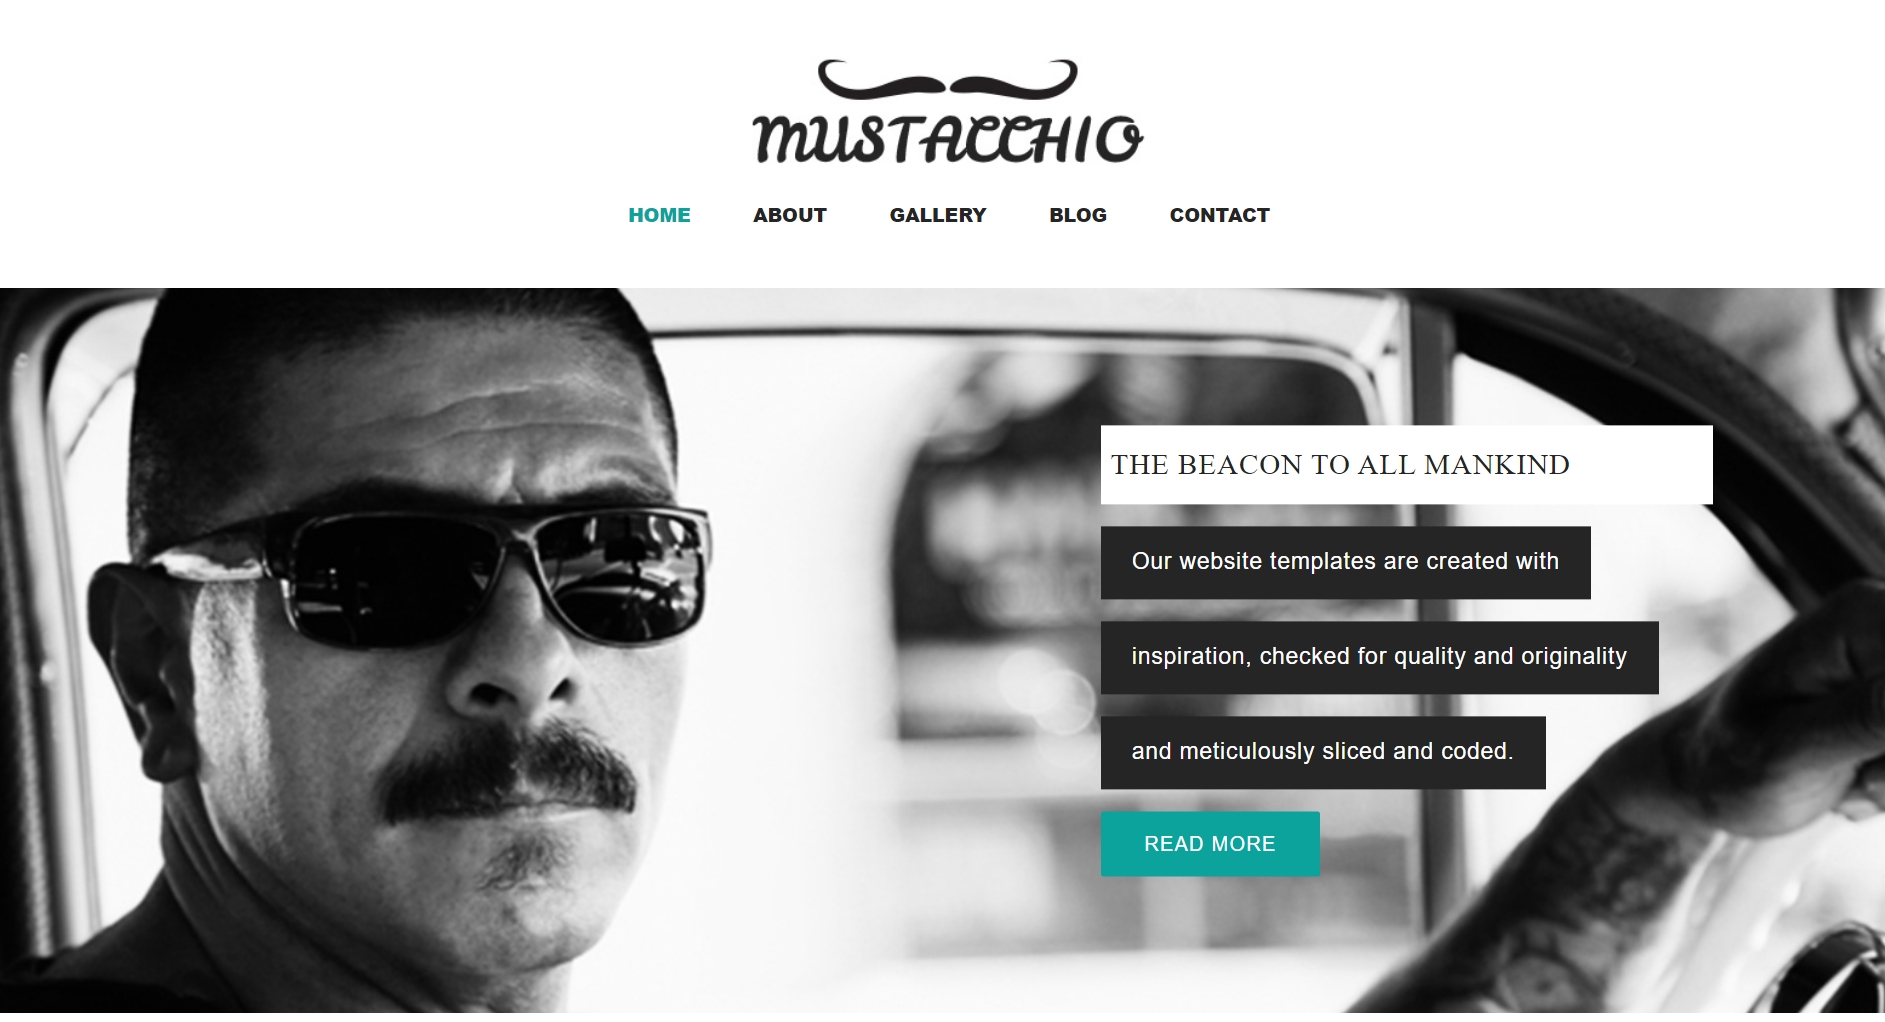 MUSTACCHIO
HOME ABOUT GALLERY BLOG CONTACT
THE BEACON TO ALL MANKIND
Our website templates are created with
inspiration, checked for quality and originality
and meticulously sliced and coded.
READ MORE